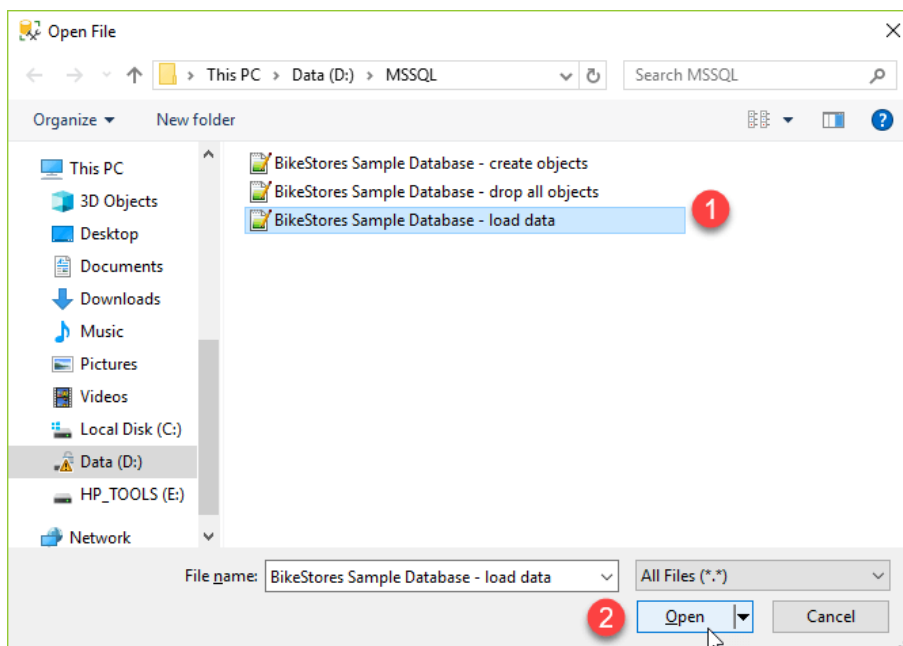 Open File
This PC > Data (D:) > MSSQL
Search MSSQL
Organize
New folder
This PC
3D Objects
Desktop
Documents
Downloads
Music
Pictures
Videos
Local Disk (C:)
Data (D:)
HP_TOOLS (E:)
Network
BikeStores Sample Database - create objects
BikeStores Sample Database - drop all objects
BikeStores Sample Database - load data
1
File name: BikeStores Sample Database - load data
All Files (*.*)
2
Open
Cancel